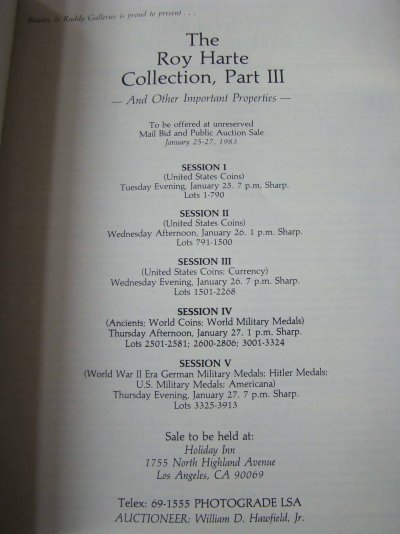 Bowers & Ruddy Galleries is proud to present . . .
The
Roy Harte
Collection, Part III
— And Other Important Properties —
To be offered at unreserved
Mail Bid and Public Auction Sale
January 25-27, 1983
SESSION I
(United States Coins)
Tuesday Evening, January 25. 7 p.m. Sharp.
Lots 1-790
SESSION II
(United States Coins)
Wednesday Afternoon, January 26. 1 p.m. Sharp.
Lots 791-1500
SESSION III
(United States Coins; Currency)
Wednesday Evening, January 26. 7 p.m. Sharp.
Lots 1501-2268
SESSION IV
(Ancients; World Coins; World Military Medals)
Thursday Afternoon, January 27. 1 p.m. Sharp.
Lots 2501-2581; 2600-2806; 3001-3324
SESSION V
(World War II Era German Military Medals; Hitler Medals;
U.S. Military Medals; Americana)
Thursday Evening, January 27. 7 p.m. Sharp.
Lots 3325-3913
Sale to be held at:
Holiday Inn
1755 North Highland Avenue
Los Angeles, CA 90069
Telex: 69-1555 PHOTOGRADE LSA
AUCTIONEER: William D. Hawfield, Jr.